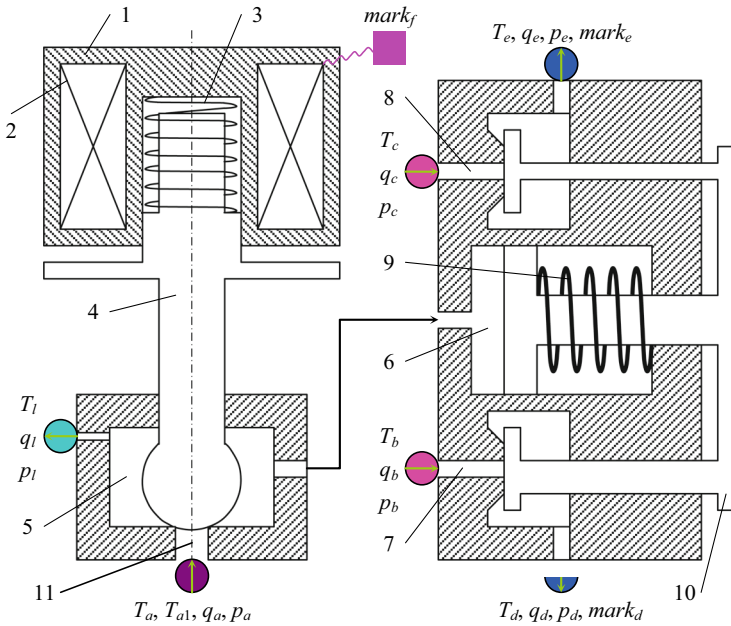 mark_f
1
3
T_e, q_e, p_e, mark_e
2
8
T_c
q_c
p_c
9
4
6
T_l
q_l
p_l
T_b
q_b
p_b
5
7
11
10
T_a, T_a1, q_a, p_a
T_d, q_d, p_d, mark_d